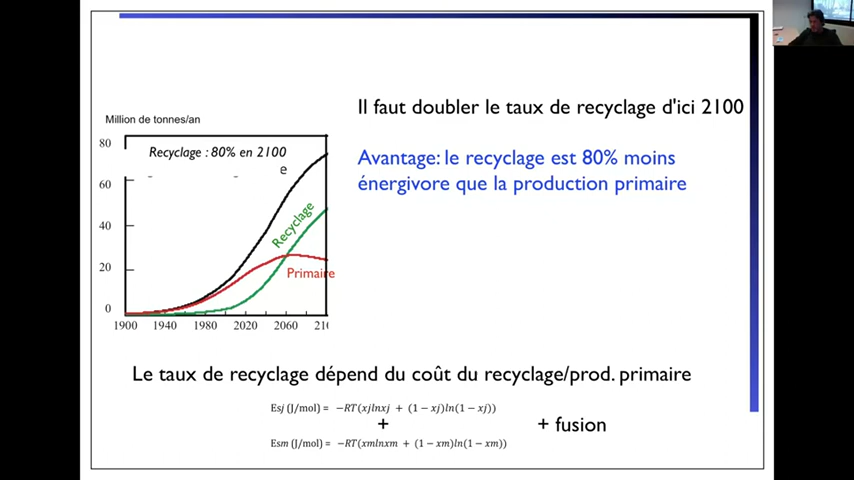 Il faut doubler le taux de recyclage d'ici 2100
Avantage: le recyclage est 80% moins
énergivore que la production primaire
Million de tonnes/an
Recyclage : 80% en 2100
e
80
60
40
20
0
Recyclage
Primaire
1900 1940 1980 2020 2060 210
Le taux de recyclage dépend du coût du recyclage/prod. primaire
Esj (J/mol) = −RT(xjlnxj + (1 − xj)ln(1 − xj))
+
+ fusion
Esm (J/mol) = −RT(xmlnxm + (1 − xm)ln(1 − xm))